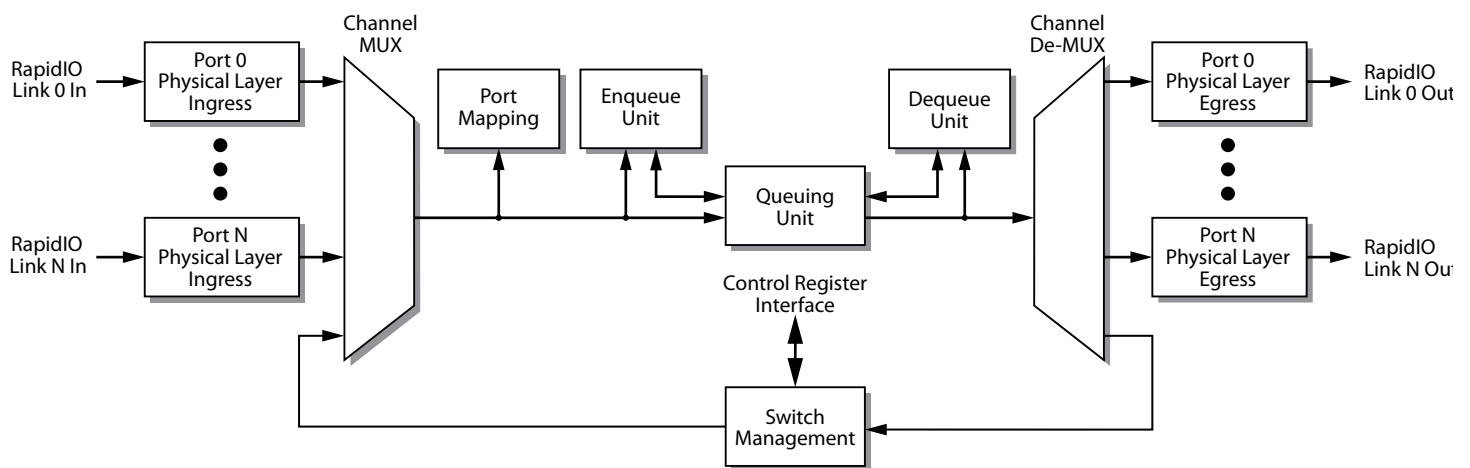 RapidIO
Link 0 In
Port 0
Physical Layer
Ingress
Channel
MUX
Port
Mapping
Enqueue
Unit
Dequeue
Unit
Channel
De-MUX
Port 0
Physical Layer
Egress
RapidIO
Link 0 Out
RapidIO
Link N In
Port N
Physical Layer
Ingress
Queuing
Unit
Port N
Physical Layer
Egress
RapidIO
Link N Out
Control Register
Interface
Switch
Management